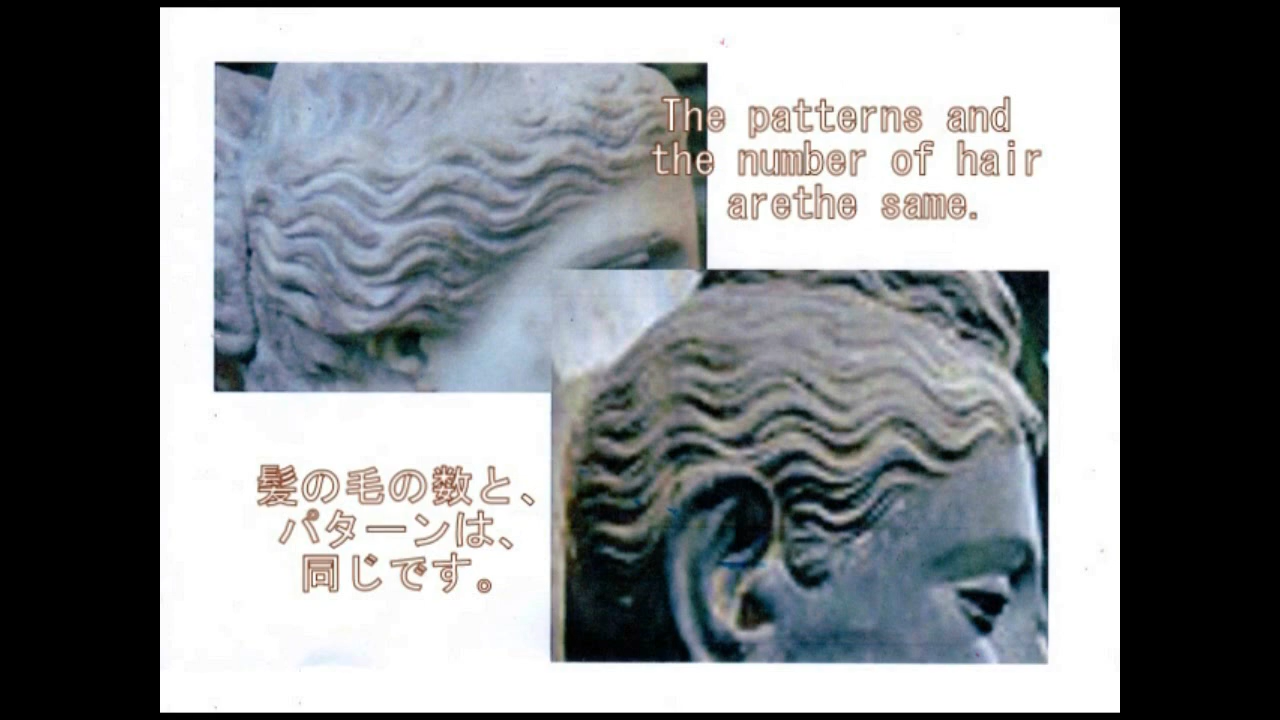 The patterns and
the number of hair
arethe same.
髪の毛の数と、
パターンは、
同じです。